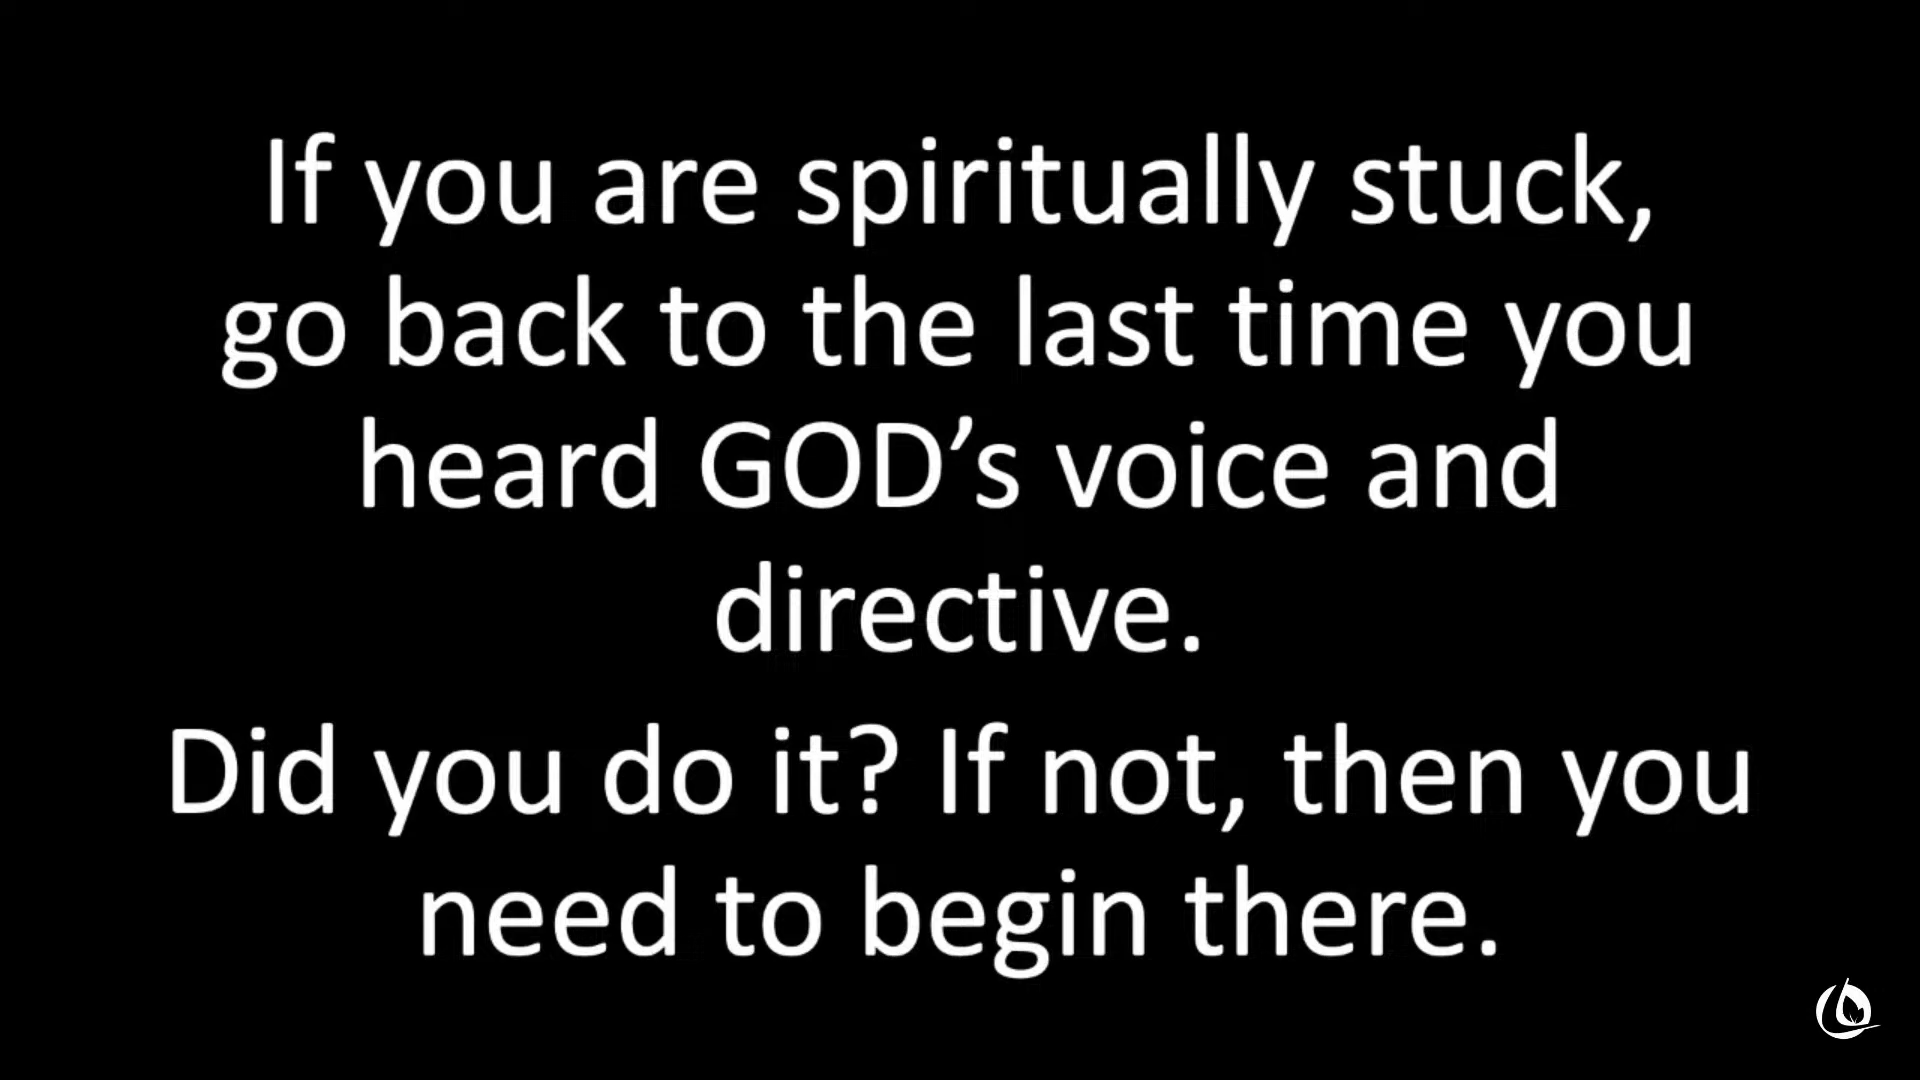 If you are spiritually stuck,
go back to the last time you
heard GOD’s voice and
directive.
Did you do it? If not, then you
need to begin there.